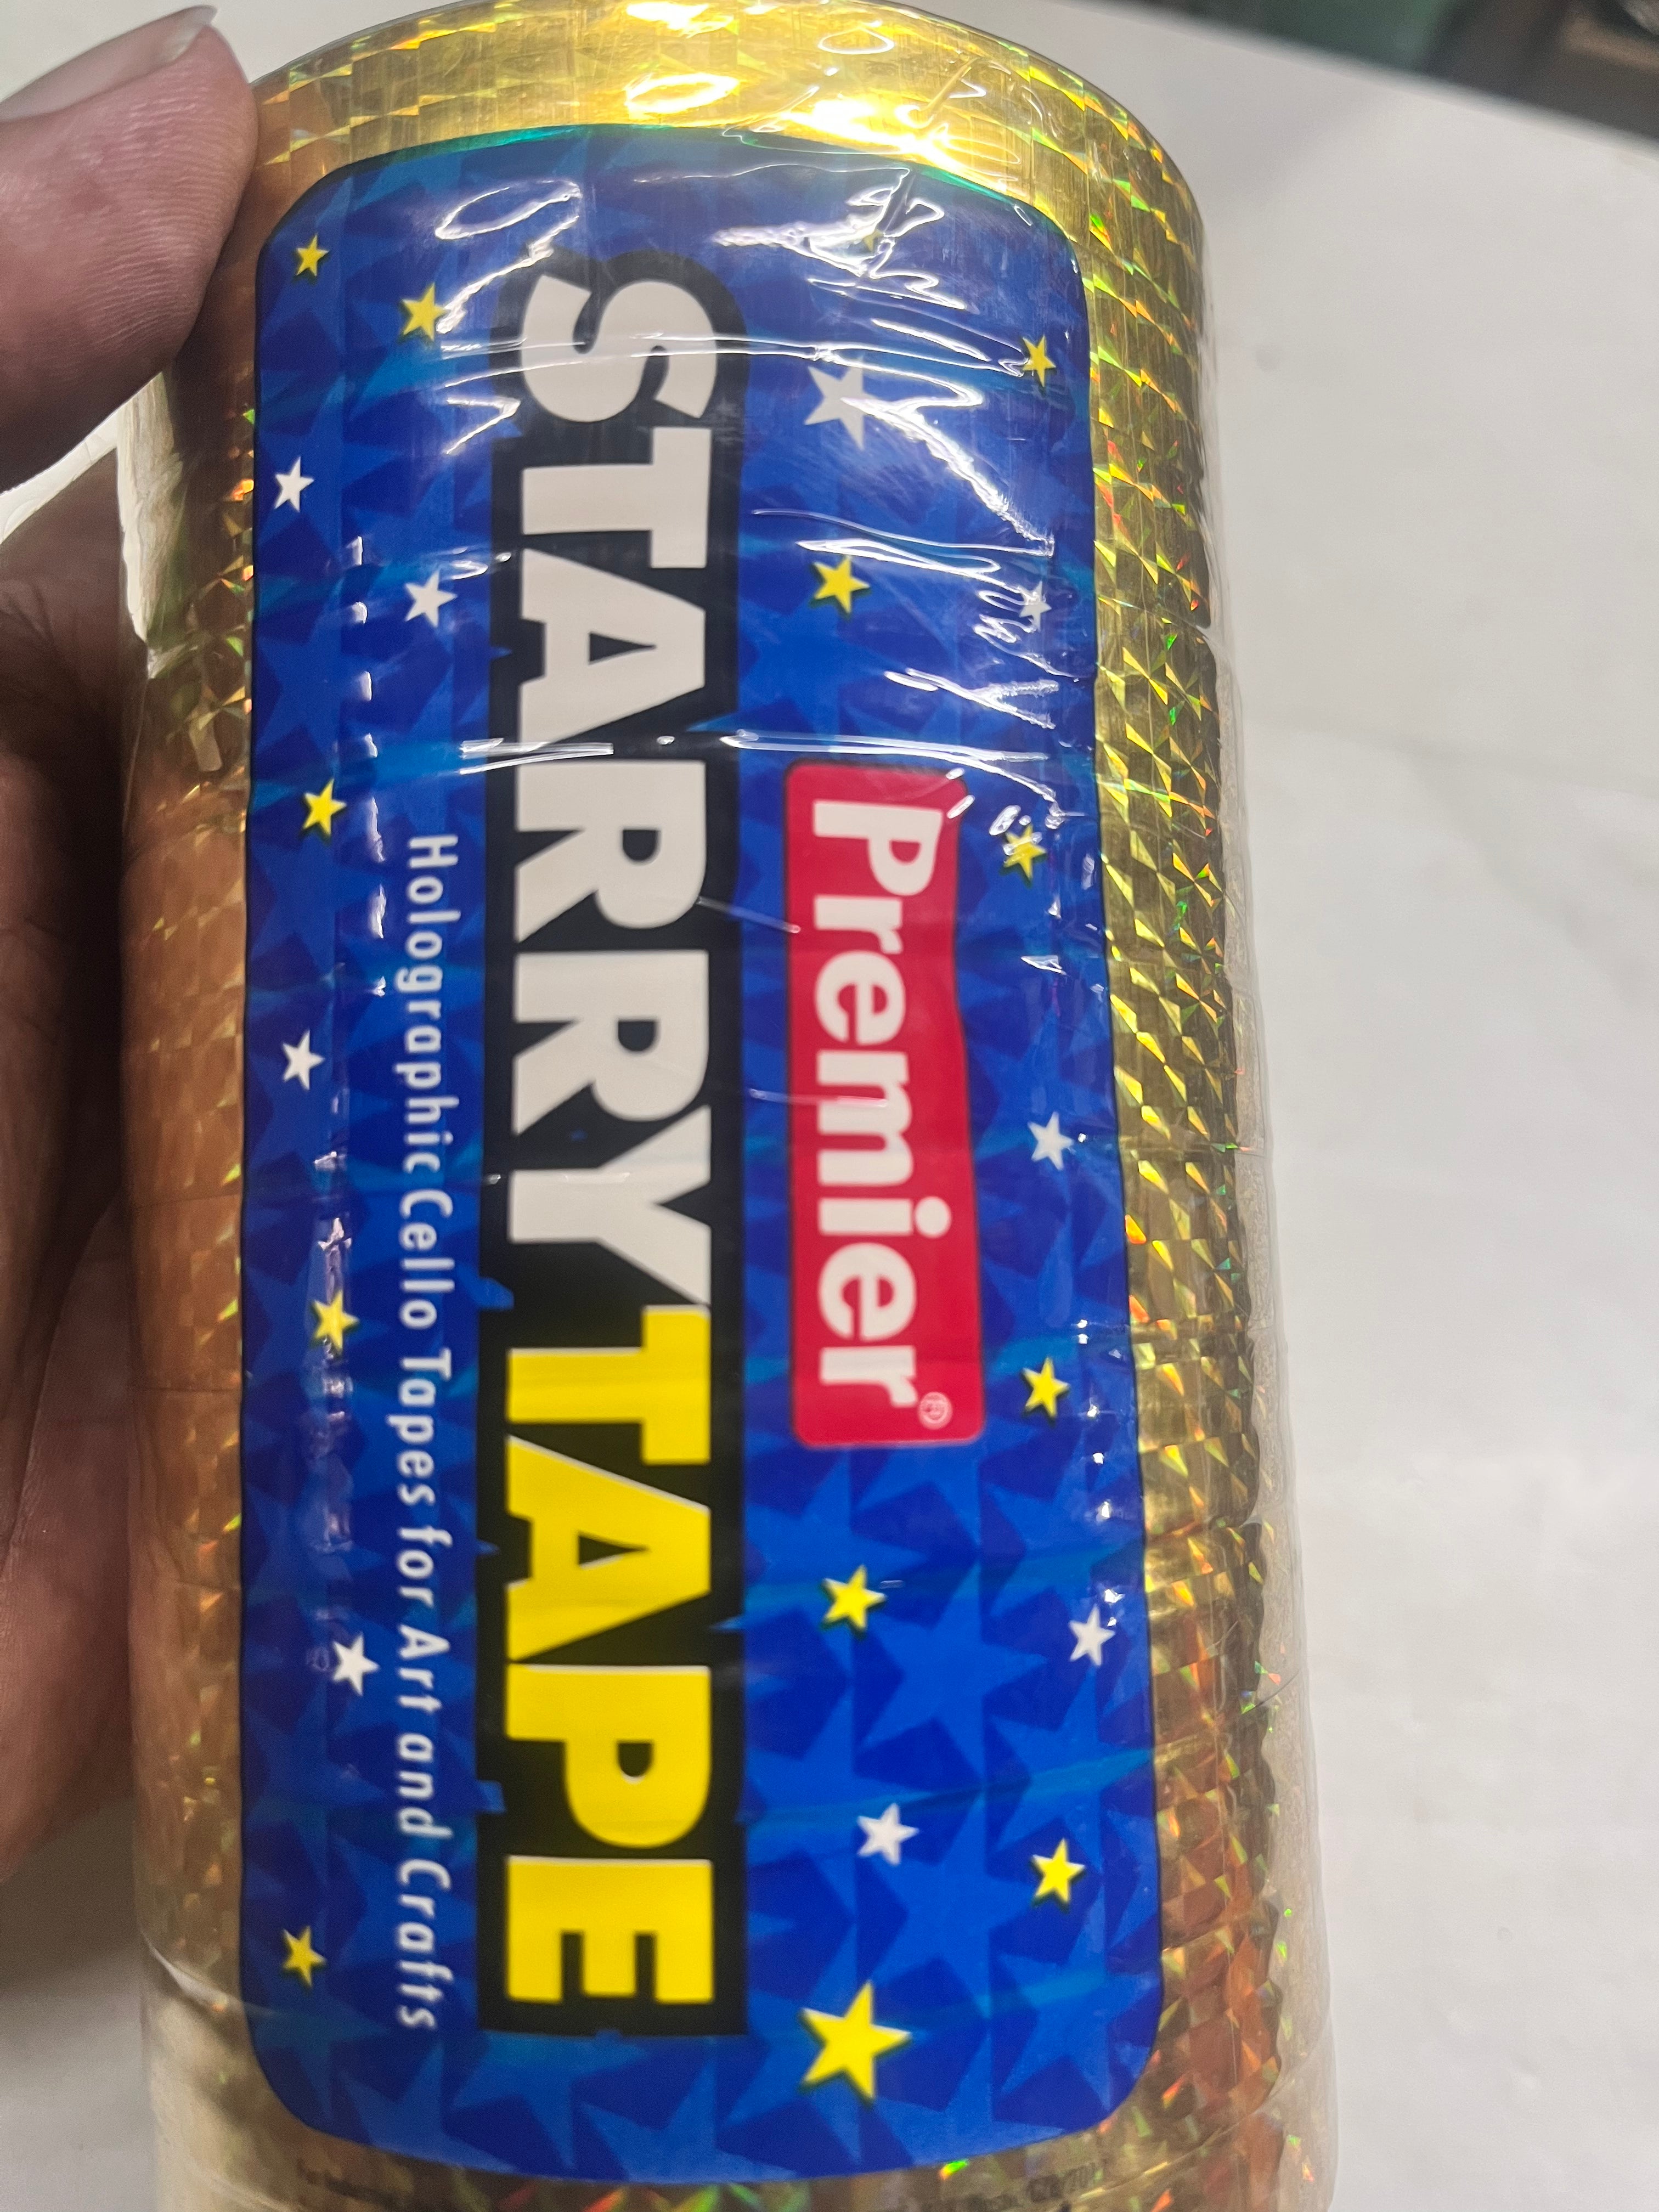 Premier®
STARRY TAPE
Holographic Cello Tapes for Art and Crafts